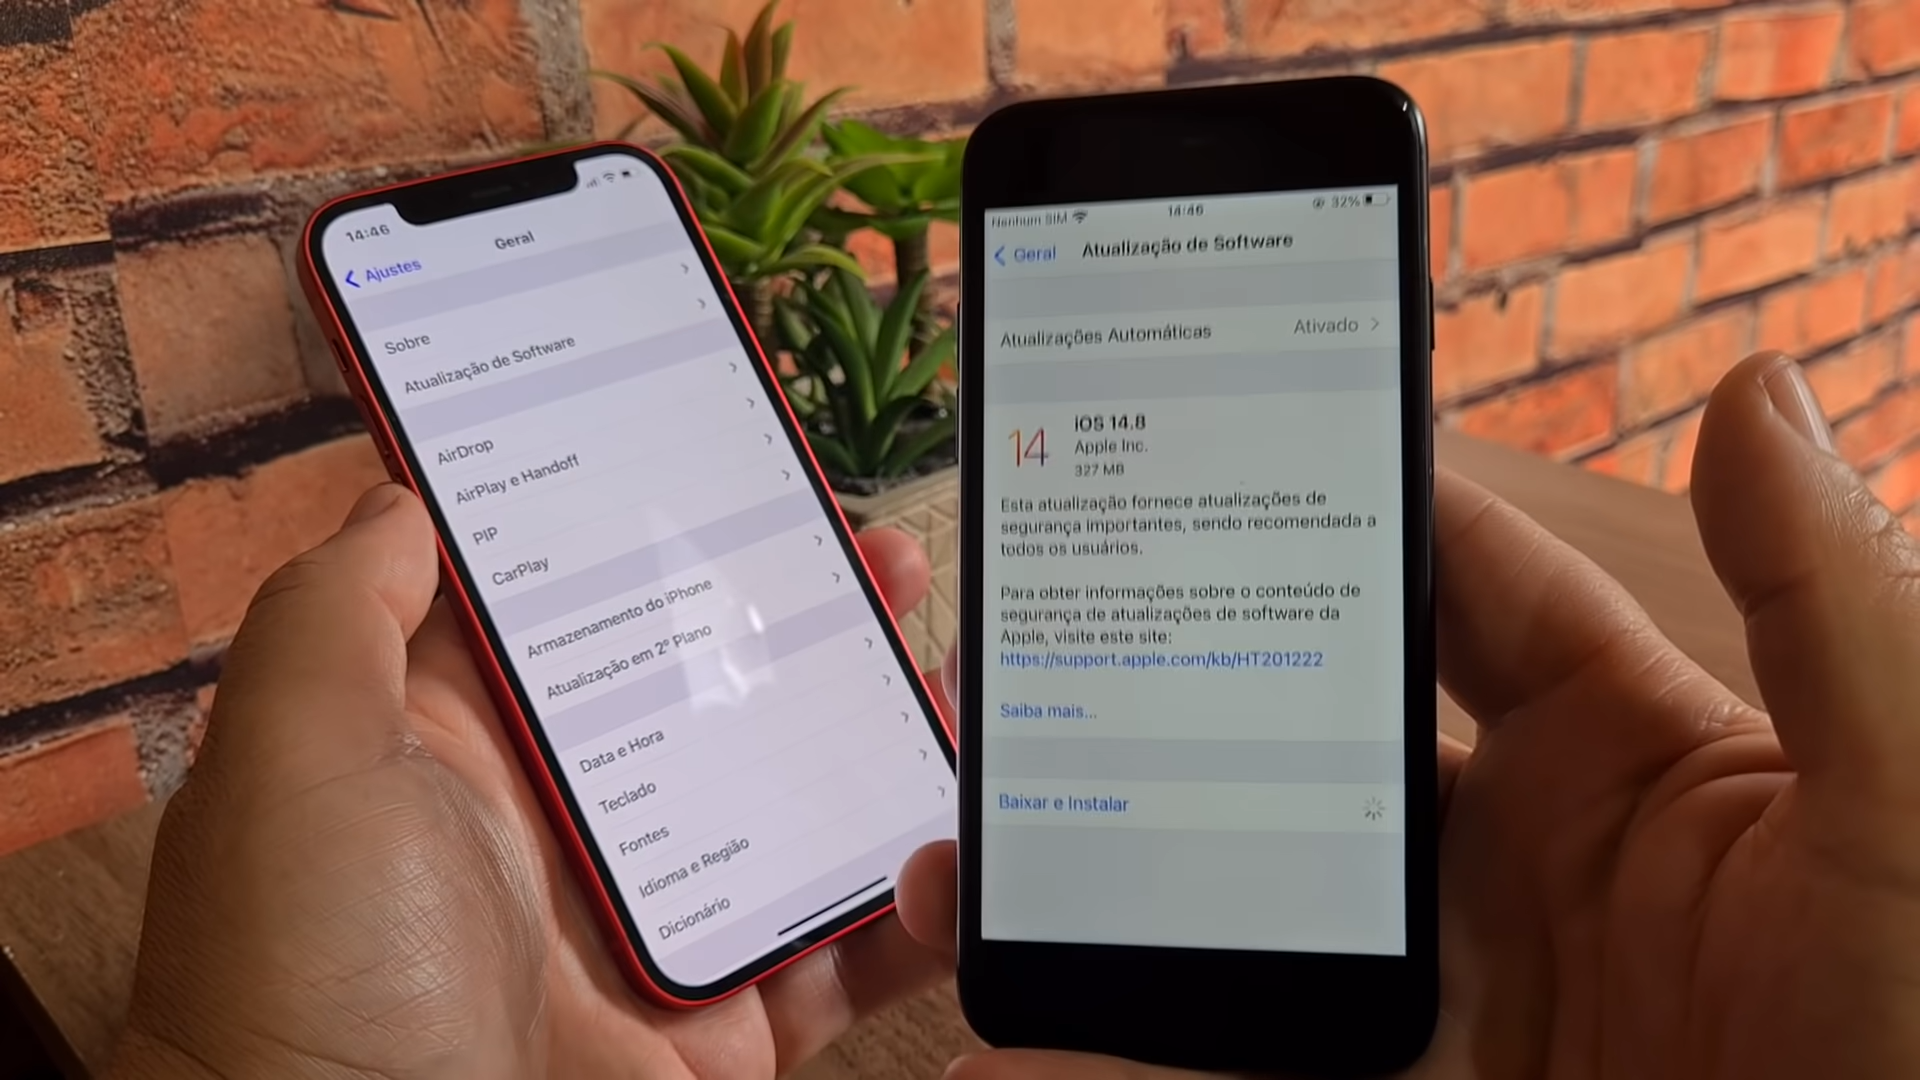 14:46
Ajustes
Geral
Sobre
Atualização de Software
AirDrop
AirPlay e Handoff
PIP
CarPlay
Armazenamento do iPhone
Atualização em 2º Plano
Data e Hora
Teclado
Fontes
Idioma e Região
Dicionário
Nenhum SIM
14:46
32%
Geral
Atualização de Software
Atualizações Automáticas
Ativado
14
iOS 14.8
Apple Inc.
327 MB
Esta atualização fornece atualizações de
segurança importantes, sendo recomendada a
todos os usuários.
Para obter informações sobre o conteúdo de
segurança de atualizações de software da
Apple, visite este site:
https://support.apple.com/kb/HT201222
Saiba mais...
Baixar e Instalar